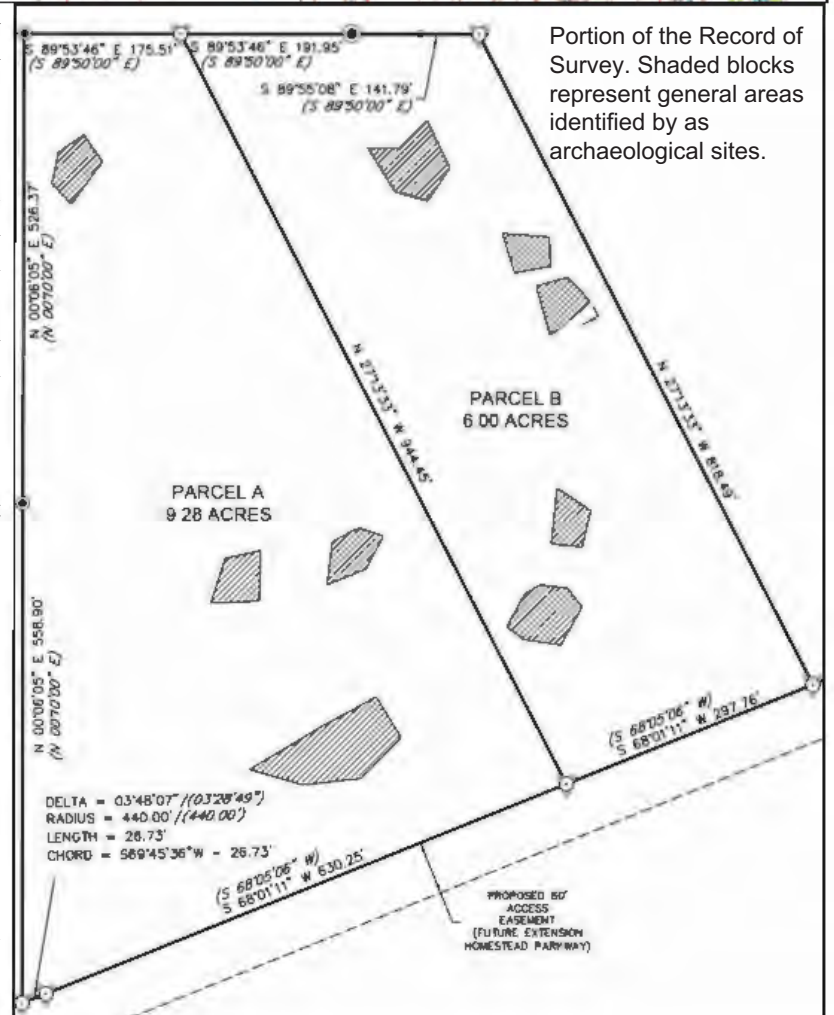 Portion of the Record of
Survey. Shaded blocks
represent general areas
identified by as
archaeological sites.
S 89°53'46" E 175.51'
(S 89°50'00" E)
S 89°53'46" E 191.95'
(S 89°50'00" E)
S 89°55'08" E 141.79'
(S 89°50'00" E)
N 00°06'05" E 526.37'
(N 00°10'00" E)
N 27°13'33" W 944.45'
N 27°13'33" W 818.49'
PARCEL B
6.00 ACRES
PARCEL A
9.28 ACRES
N 00°06'05" E 558.90'
(N 00°10'00" E)
(S 68°05'06" W)
S 68°01'11" W 297.76'
DELTA = 03°48'07"/(03°28'49")
RADIUS = 440.00'/(440.00')
LENGTH = 26.73'
CHORD = S69°45'36"W - 26.73'
(S 68°05'06" W)
S 68°01'11" W 630.25'
PROPOSED 60'
ACCESS
EASEMENT
(FUTURE EXTENSION
HOMESTEAD PARKWAY)